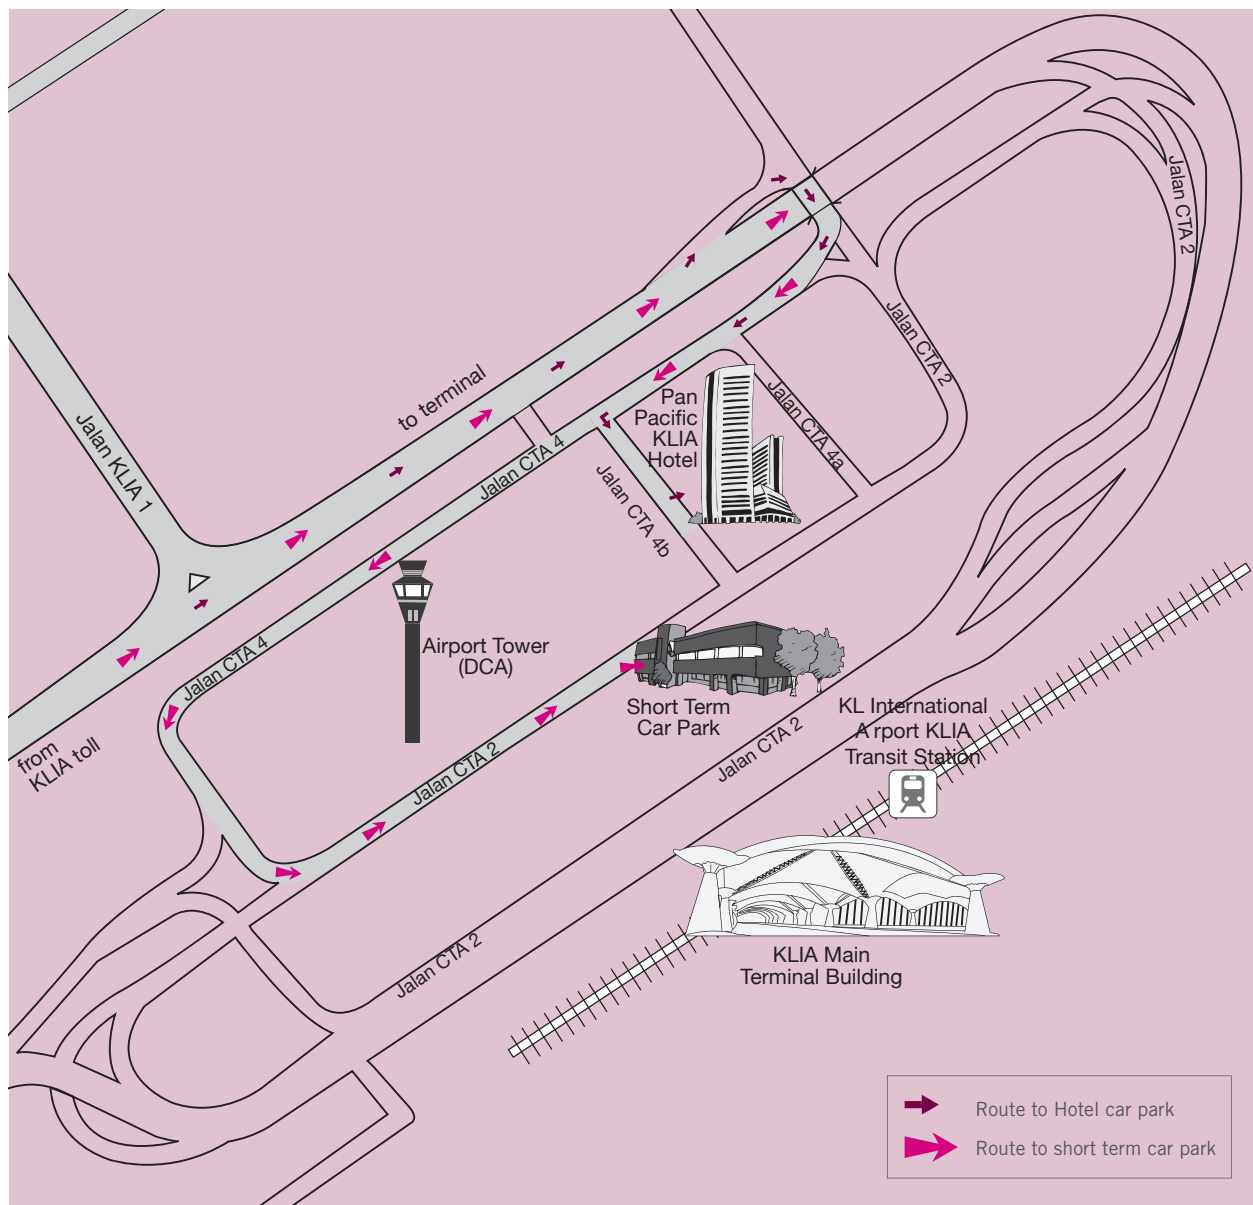 Jalan CTA 2
Jalan CTA 2
to terminal
Pan
Pacific
KLIA
Hotel
Jalan CTA 4a
Jalan KLIA 1
Jalan CTA 4
Jalan CTA 4b
Airport Tower
(DCA)
Jalan CTA 4
Short Term
Car Park
KL International
A rport KLIA
Transit Station
from
KLIA toll
Jalan CTA 2
Jalan CTA 2
Jalan CTA 2
KLIA Main
Terminal Building
Route to Hotel car park
Route to short term car park